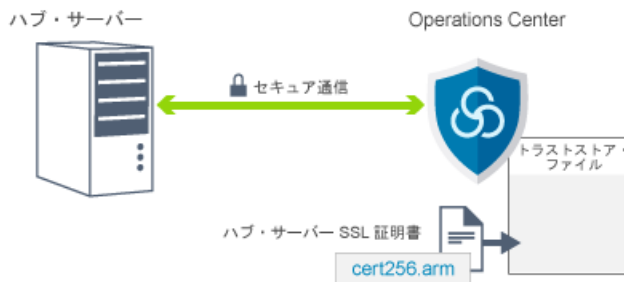 ハブ・サーバー
Operations Center
セキュア通信
トラストストア・
ファイル
ハブ・サーバー SSL 証明書
cert256.arm